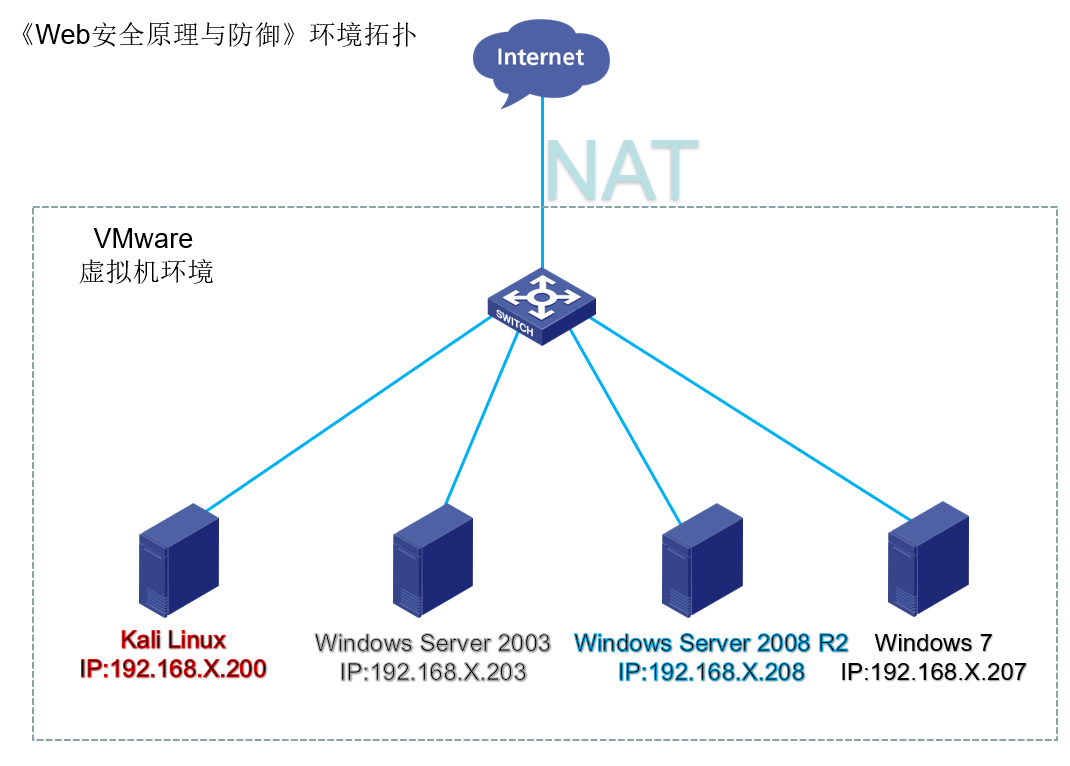 《Web安全原理与防御》环境拓扑
Internet
NAT
VMware
虚拟机环境
SWITCH
Kali Linux
IP:192.168.X.200
Windows Server 2003
IP:192.168.X.203
Windows Server 2008 R2
IP:192.168.X.208
Windows 7
IP:192.168.X.207